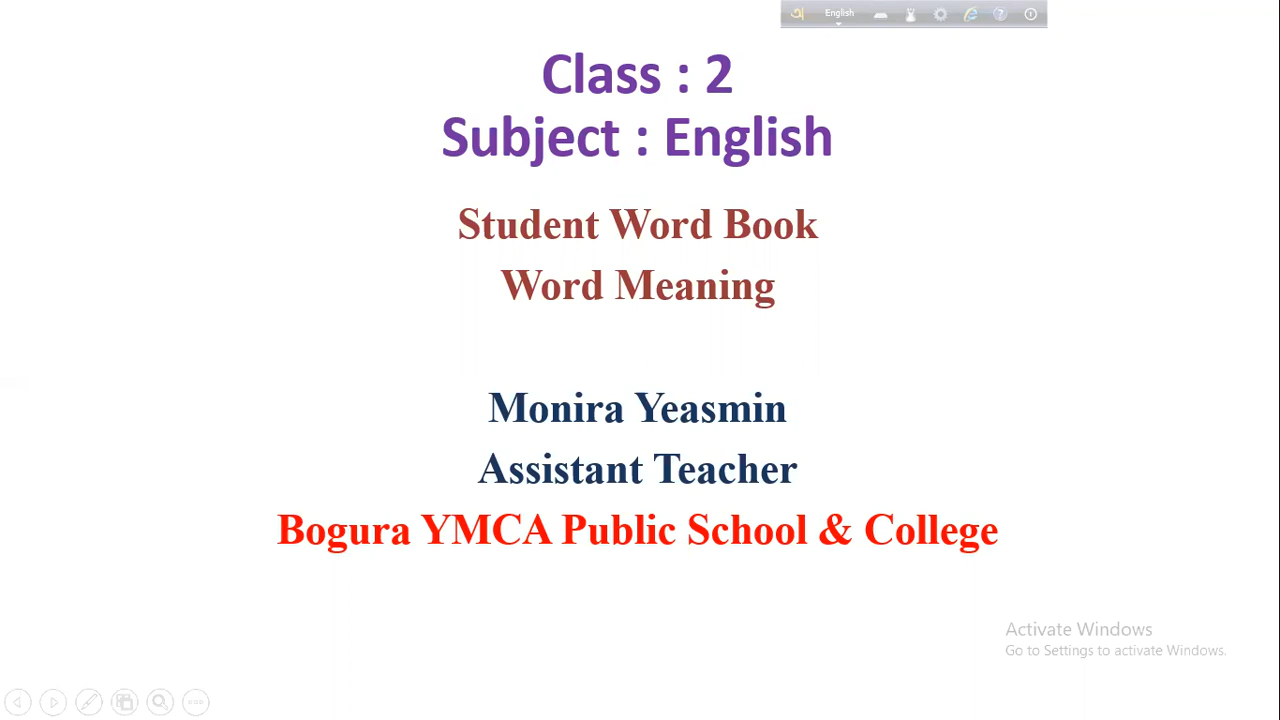 অ English
Class : 2
Subject : English
Student Word Book
Word Meaning
Monira Yeasmin
Assistant Teacher
Bogura YMCA Public School & College
Activate Windows
Go to Settings to activate Windows.